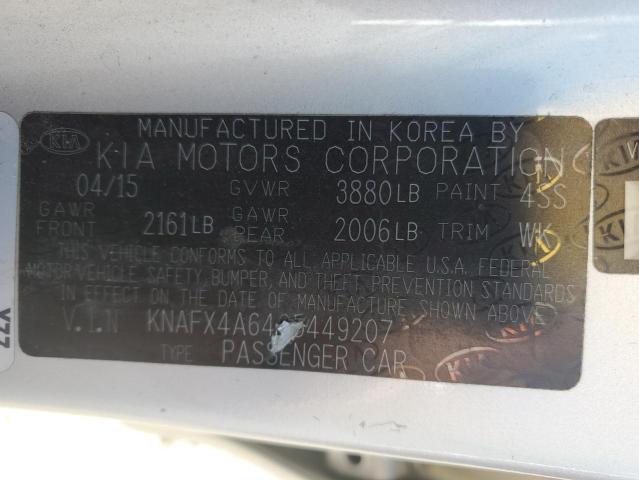 KIA
MANUFACTURED IN KOREA BY
KIA MOTORS CORPORATION
04/15 GVWR 3880LB PAINT 4SS
GAWR FRONT 2161LB GAWR REAR 2006LB TRIM WK
THIS VEHICLE CONFORMS TO ALL APPLICABLE U.S.A. FEDERAL
MOTOR VEHICLE SAFETY, BUMPER, AND THEFT PREVENTION STANDARDS
IN EFFECT ON THE DATE OF MANUFACTURE SHOWN ABOVE
V.I.N
TYPE PASSENGER CAR